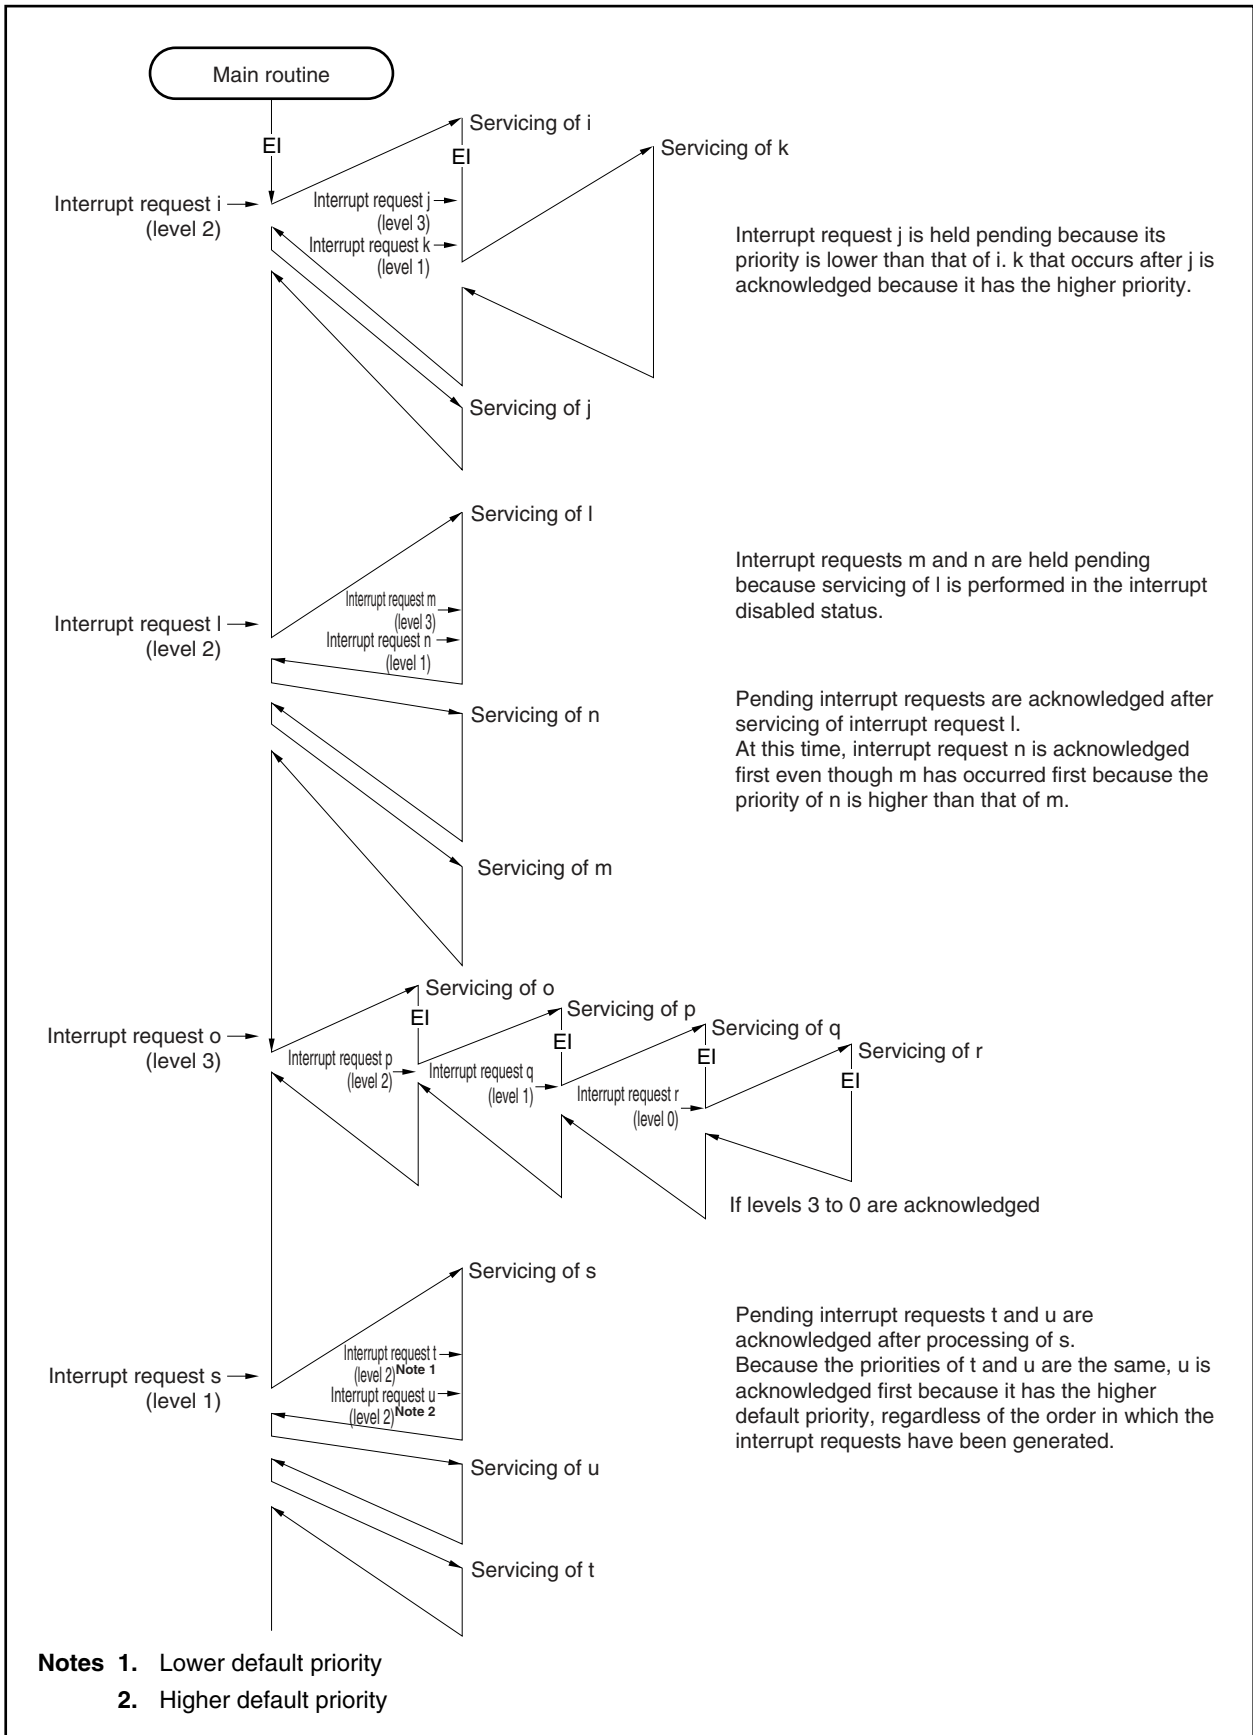 Main routine
EI
Servicing of i
EI
Servicing of k
Interrupt request i
(level 2)
Interrupt request j
(level 3)
Interrupt request k
(level 1)
Interrupt request j is held pending because its
priority is lower than that of i. k that occurs after j is
acknowledged because it has the higher priority.
Servicing of j
Servicing of l
Interrupt request l
(level 2)
Interrupt request m
(level 3)
Interrupt request n
(level 1)
Interrupt requests m and n are held pending
because servicing of l is performed in the interrupt
disabled status.
Servicing of n
Pending interrupt requests are acknowledged after
servicing of interrupt request l.
At this time, interrupt request n is acknowledged
first even though m has occurred first because the
priority of n is higher than that of m.
Servicing of m
Interrupt request o
(level 3)
Servicing of o
EI
Interrupt request p
(level 2)
Servicing of p
EI
Interrupt request q
(level 1)
Servicing of q
EI
Interrupt request r
(level 0)
Servicing of r
EI
If levels 3 to 0 are acknowledged
Servicing of s
Interrupt request s
(level 1)
Interrupt request t
(level 2)Note 1
Interrupt request u
(level 2)Note 2
Pending interrupt requests t and u are
acknowledged after processing of s.
Because the priorities of t and u are the same, u is
acknowledged first because it has the higher
default priority, regardless of the order in which the
interrupt requests have been generated.
Servicing of u
Servicing of t
Notes 1. Lower default priority
2. Higher default priority